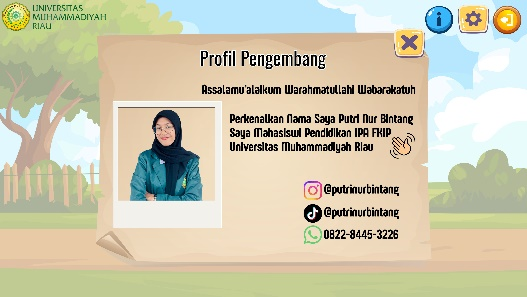 UNIVERSITAS
MUHAMMADIYAH
RIAU
Profil Pengembang
Assalamu'alaikum Warahmatullahi Wabarakatuh
Perkenalkan Nama Saya Putri Nur Bintang
Saya Mahasiswi Pendidikan IPA FKIP
Universitas Muhammadiyah Riau
@putrinurbintang
@putrinurbintang
0822-8445-3226